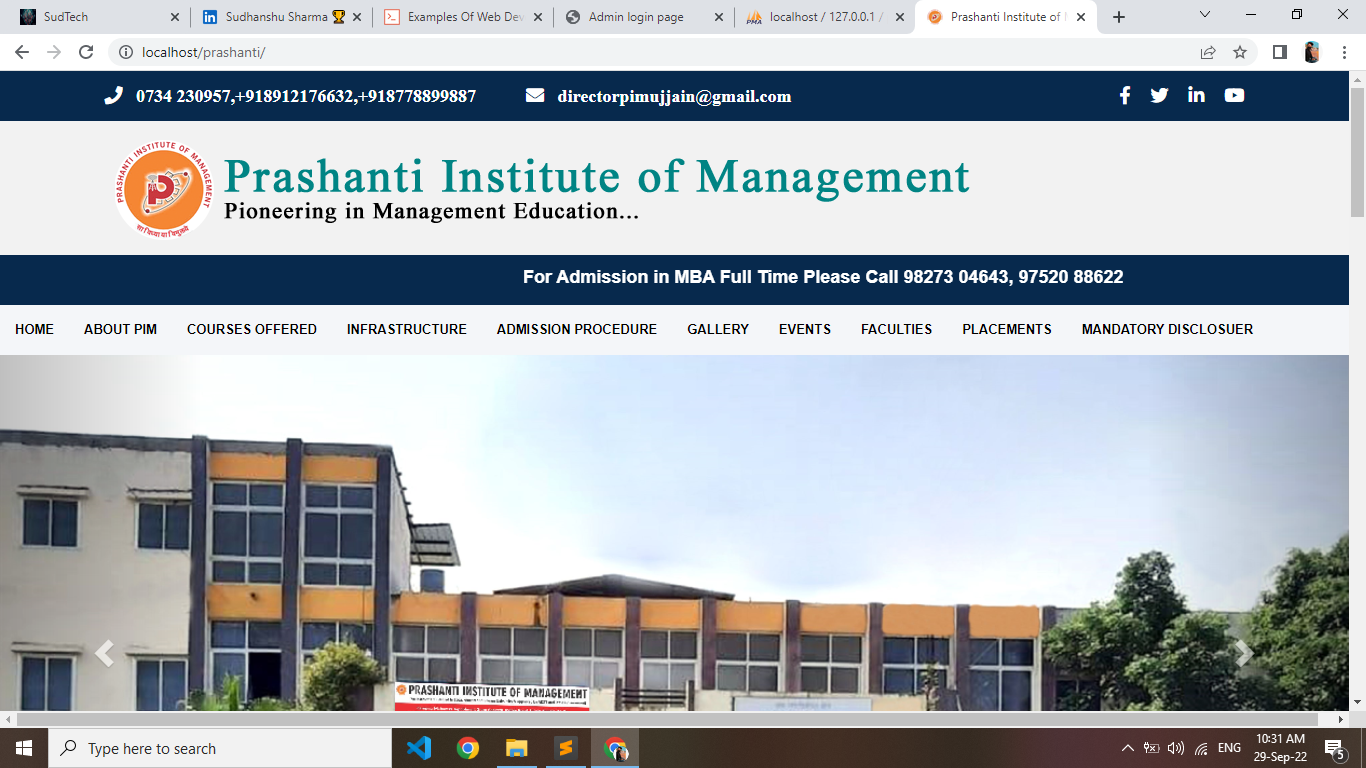 SudTech
Sudhanshu Sharma 🏆
Examples Of Web Dev
Admin login page
localhost / 127.0.0.1 /
Prashanti Institute of
localhost/prashanti/
0734 230957,+918912176632,+918778899887
directorpimujjain@gmail.com
PRASHANTI INSTITUTE OF MANAGEMENT
Prashanti Institute of Management
Pioneering in Management Education...
For Admission in MBA Full Time Please Call 98273 04643, 97520 88622
HOME ABOUT PIM COURSES OFFERED INFRASTRUCTURE ADMISSION PROCEDURE GALLERY EVENTS FACULTIES PLACEMENTS MANDATORY DISCLOSUER
PRASHANTI INSTITUTE OF MANAGEMENT
Type here to search
ENG
10:31 AM
29-Sep-22
5